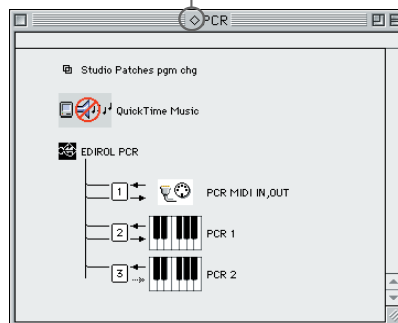 ◇PCR
Studio Patches pgm chg
QuickTime Music
EDIROL PCR
1 PCR MIDI IN,OUT
2 PCR 1
3 PCR 2